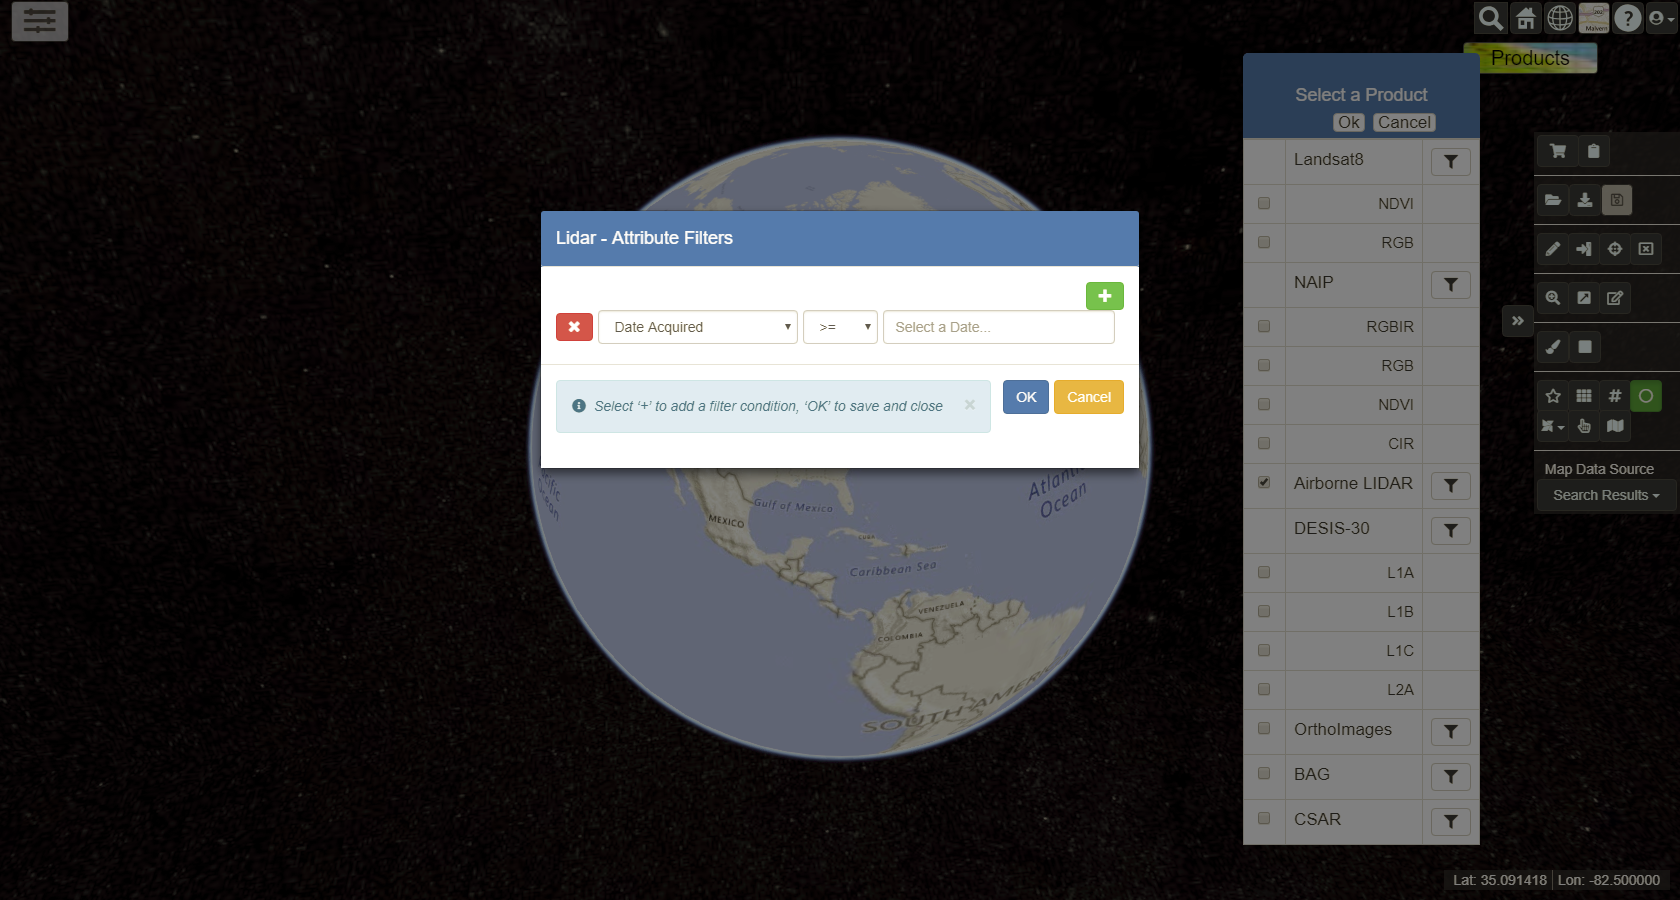 Malvern
?
Products
Select a Product
Ok Cancel
Landsat8
NDVI
RGB
NAIP
RGBIR
RGB
NDVI
CIR
Airborne LIDAR
DESIS-30
L1A
L1B
L1C
L2A
OrthoImages
BAG
CSAR
Lidar - Attribute Filters
Date Acquired >= Select a Date...
Select ‘+’ to add a filter condition, ‘OK’ to save and close
OK Cancel
Map Data Source
Search Results
Atlantic
Ocean
Ocean
Gulf of Mexico
MEXICO
CUBA
Caribbean Sea
VENEZUELA
COLOMBIA
SOUTH AMER
Lat: 35.091418 Lon: -82.500000